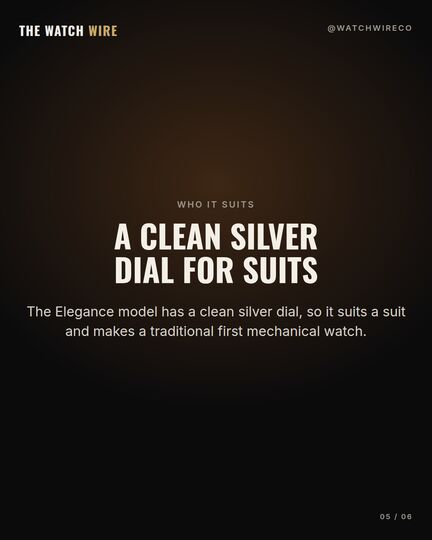 THE WATCH WIRE
@WATCHWIRECO
WHO IT SUITS
A CLEAN SILVER
DIAL FOR SUITS
The Elegance model has a clean silver dial, so it suits a suit
and makes a traditional first mechanical watch.
05 / 06